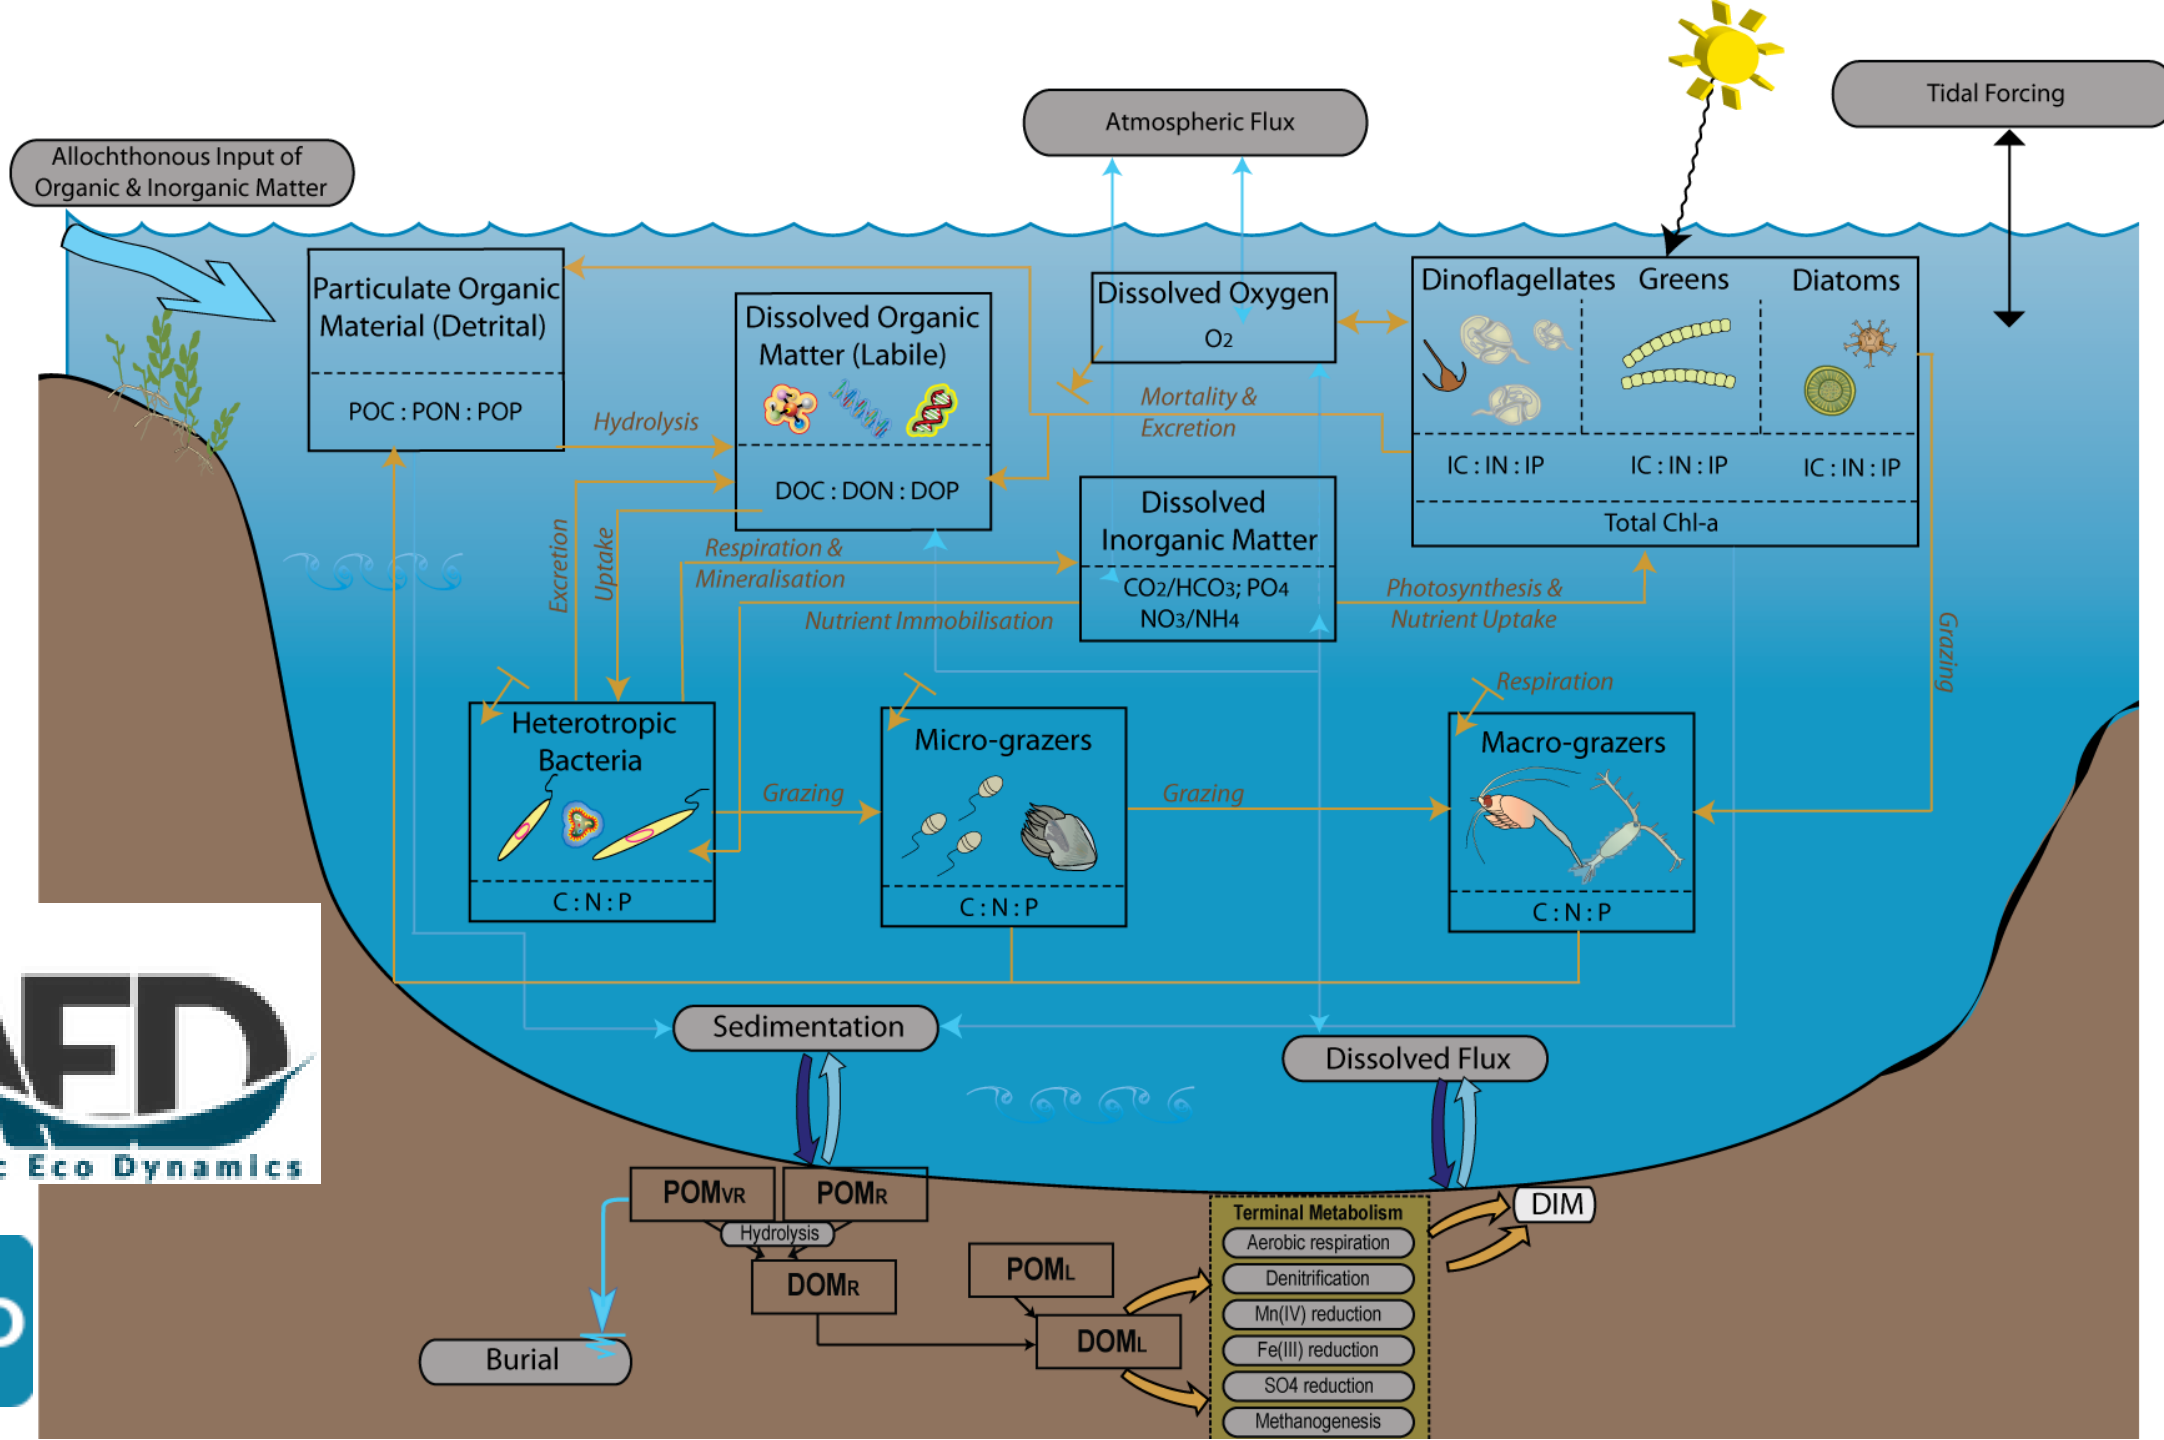 Tidal Forcing
Atmospheric Flux
Allochthonous Input of
Organic & Inorganic Matter
Particulate Organic
Material (Detrital)
POC : PON : POP
Hydrolysis
Dissolved Organic
Matter (Labile)
DOC : DON : DOP
Dissolved Oxygen
O2
Mortality &
Excretion
Dinoflagellates
Greens
Diatoms
IC : IN : IP
IC : IN : IP
IC : IN : IP
Total Chl-a
Dissolved
Inorganic Matter
CO2/HCO3; PO4
NO3/NH4
Excretion
Uptake
Respiration &
Mineralisation
Nutrient Immobilisation
Photosynthesis &
Nutrient Uptake
Grazing
Heterotropic
Bacteria
C : N : P
Grazing
Micro-grazers
C : N : P
Grazing
Respiration
Macro-grazers
C : N : P
Sedimentation
Dissolved Flux
ED
Eco Dynamics
POMVR
POMR
Hydrolysis
DOMR
POML
DOML
Burial
Terminal Metabolism
Aerobic respiration
Denitrification
Mn(IV) reduction
Fe(III) reduction
SO4 reduction
Methanogenesis
DIM